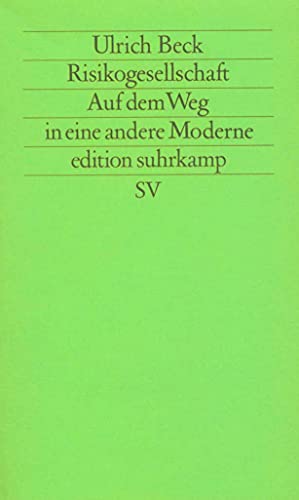 Ulrich Beck
Risikogesellschaft
Auf dem Weg
in eine andere Moderne
edition suhrkamp
SV